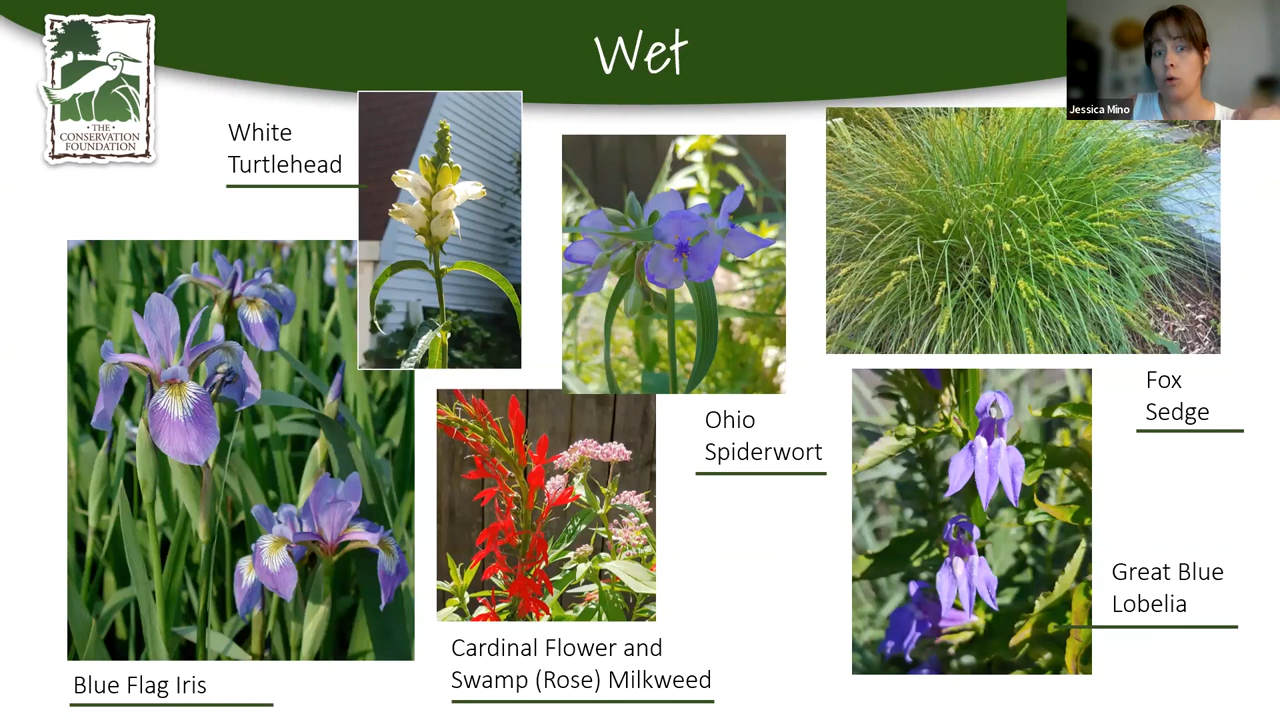 Wet
Jessica Mino
• THE •
CONSERVATION
FOUNDATION
White
Turtlehead
Fox
Sedge
Ohio
Spiderwort
Great Blue
Lobelia
Cardinal Flower and
Swamp (Rose) Milkweed
Blue Flag Iris